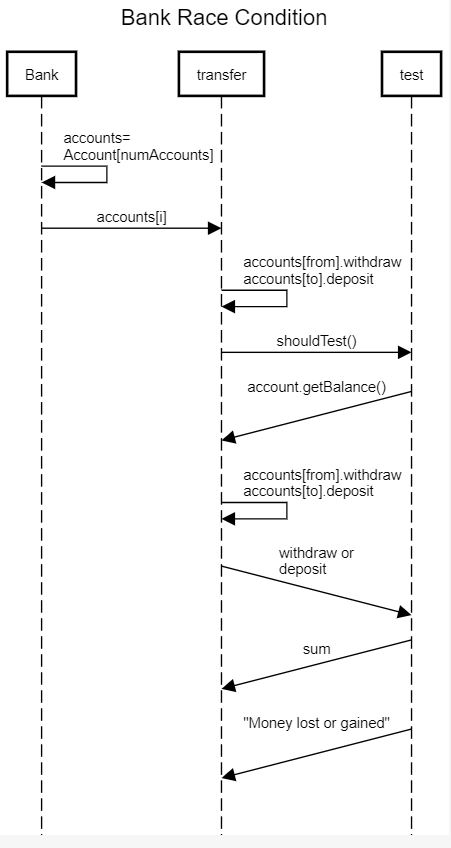 Bank Race Condition
Bank
transfer
test
accounts=
Account[numAccounts]
accounts[i]
accounts[from].withdraw
accounts[to].deposit
shouldTest()
account.getBalance()
accounts[from].withdraw
accounts[to].deposit
withdraw or
deposit
sum
"Money lost or gained"